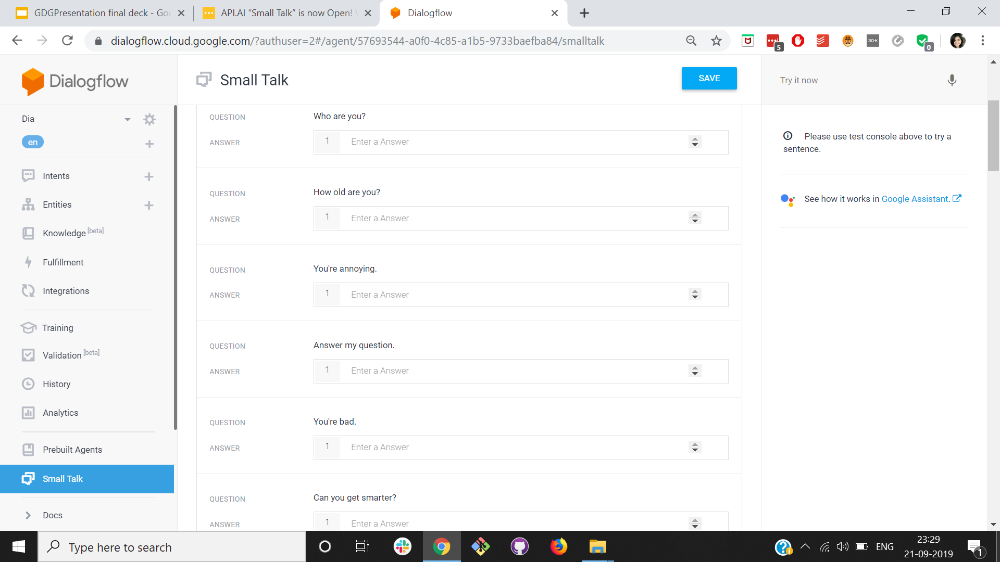 GDGPresentation final deck - Goo
API.AI “Small Talk” is now Open!
Dialogflow
dialogflow.cloud.google.com/?authuser=2#/agent/57693544-a0f0-4c85-a1b5-9733baefba84/smalltalk
5
30+
0
Dialogflow
Small Talk
SAVE
Try it now
Dia
en
Intents
Entities
Knowledge [beta]
Fulfillment
Integrations
Training
Validation [beta]
History
Analytics
Prebuilt Agents
Small Talk
Docs
QUESTION Who are you?
ANSWER 1 Enter a Answer
QUESTION How old are you?
ANSWER 1 Enter a Answer
QUESTION You're annoying.
ANSWER 1 Enter a Answer
QUESTION Answer my question.
ANSWER 1 Enter a Answer
QUESTION You're bad.
ANSWER 1 Enter a Answer
QUESTION Can you get smarter?
ANSWER 1 Enter a Answer
Please use test console above to try a
sentence.
See how it works in Google Assistant.
Type here to search
ENG
23:29
21-09-2019
1